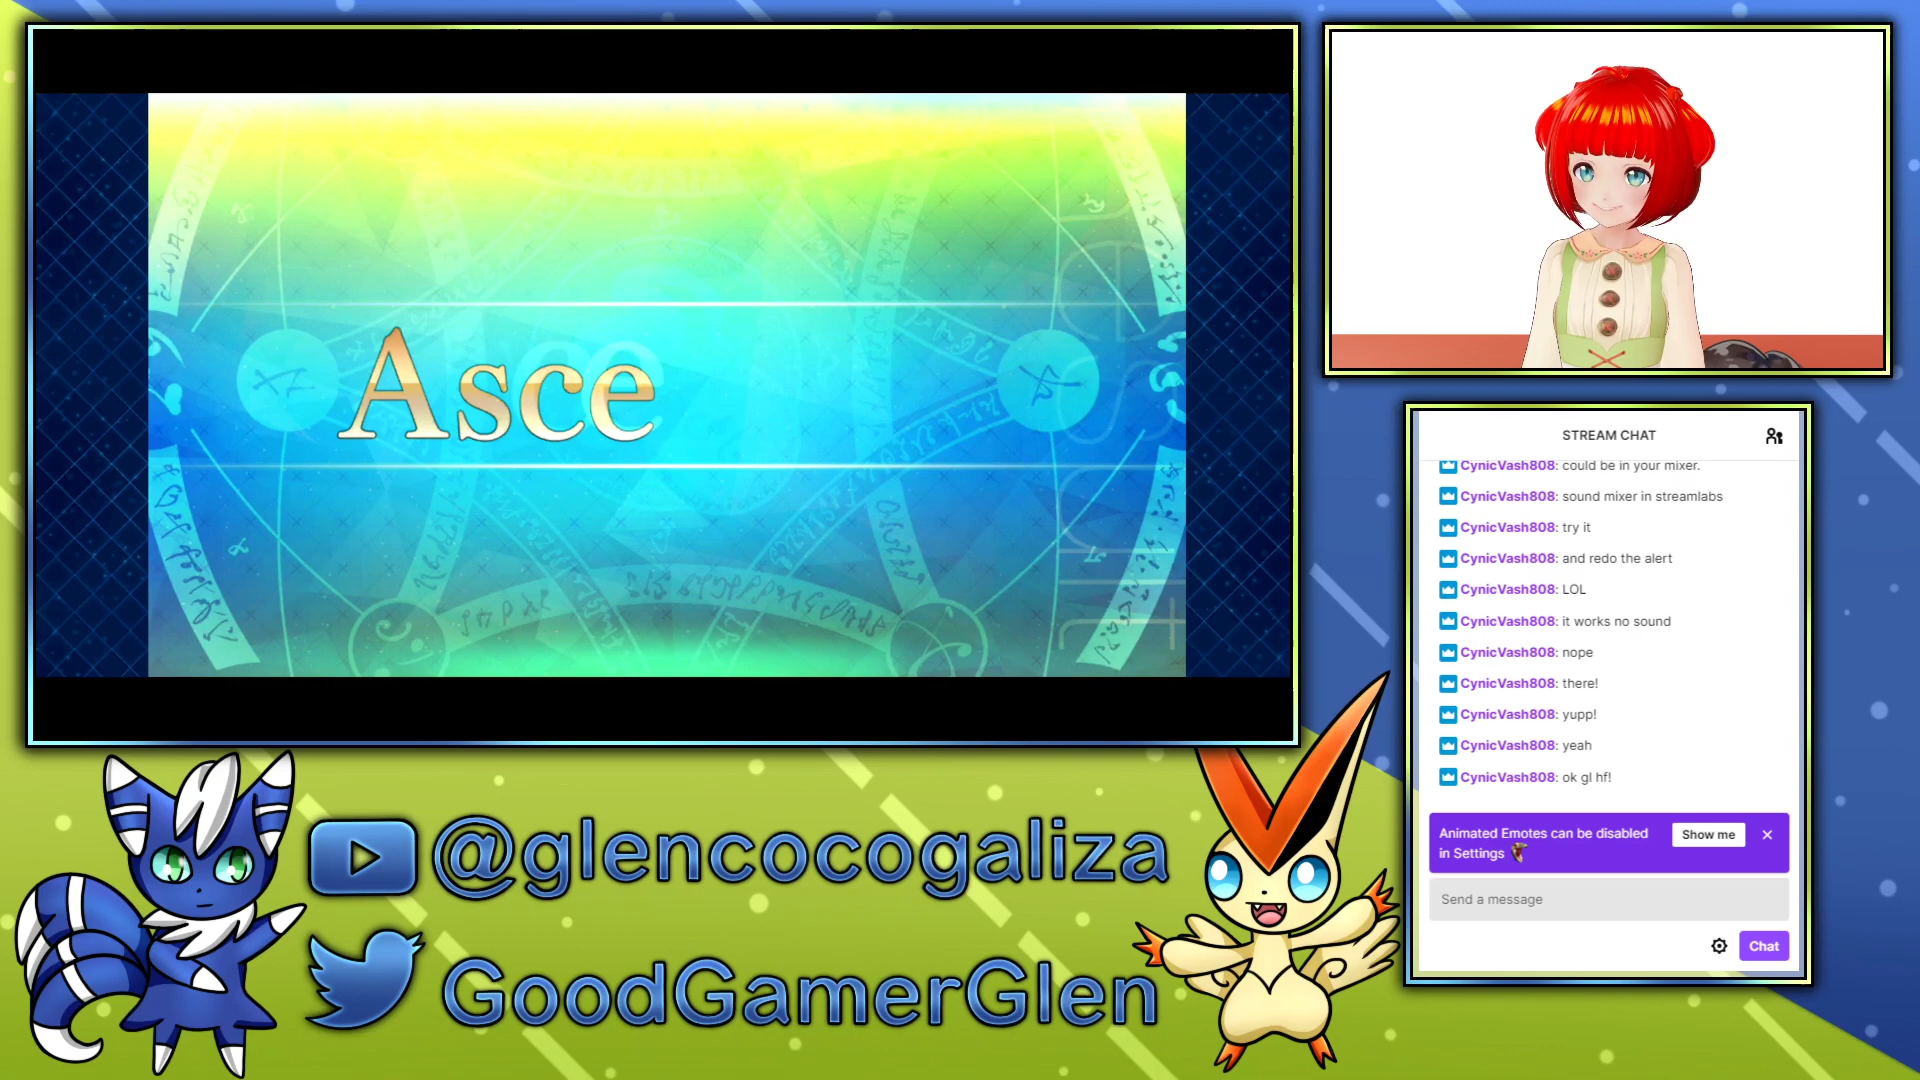 Asce
STREAM CHAT
CynicVash808: could be in your mixer.
CynicVash808: sound mixer in streamlabs
CynicVash808: try it
CynicVash808: and redo the alert
CynicVash808: LOL
CynicVash808: it works no sound
CynicVash808: nope
CynicVash808: there!
CynicVash808: yupp!
CynicVash808: yeah
CynicVash808: ok gl hf!
Animated Emotes can be disabled
in Settings
Show me
Send a message
Chat
@glencocogaliza
GoodGamerGlen